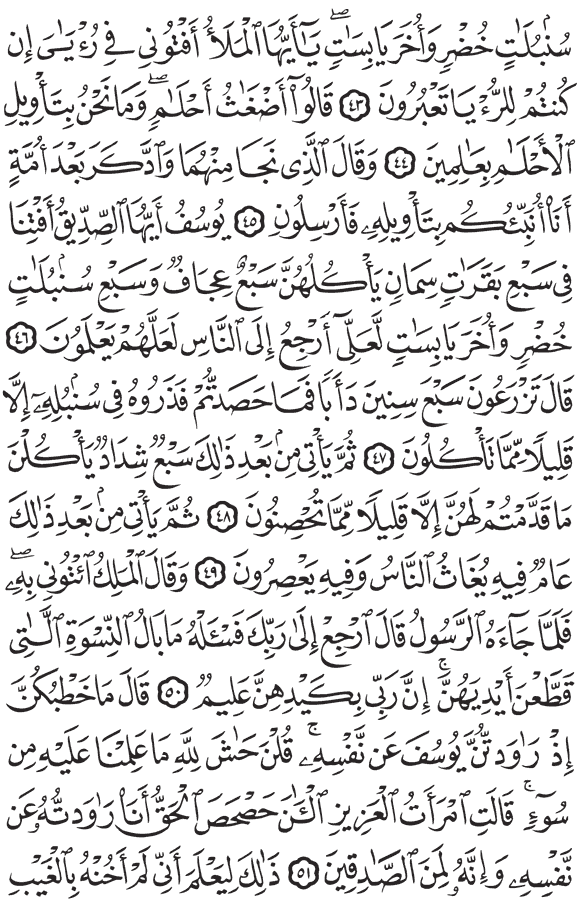 سُنۢبُلَٰتٍ خُضْرٍ وَأُخَرَ يَابِسَٰتٍ ۖ يَٰٓأَيُّهَا ٱلْمَلَأُ أَفْتُونِي فِي رُءْيَٰيَ إِن
كُنتُمْ لِلرُّءْيَا تَعْبُرُونَ ٤٣ قَالُوٓا۟ أَضْغَٰثُ أَحْلَٰمٍ ۖ وَمَا نَحْنُ بِتَأْوِيلِ
ٱلْأَحْلَٰمِ بِعَٰلِمِينَ ٤٤ وَقَالَ ٱلَّذِي نَجَا مِنْهُمَا وَٱدَّكَرَ بَعْدَ أُمَّةٍ
أَنَا۠ أُنَبِّئُكُم بِتَأْوِيلِهِۦ فَأَرْسِلُونِ ٤٥ يُوسُفُ أَيُّهَا ٱلصِّدِّيقُ أَفْتِنَا
فِي سَبْعِ بَقَرَٰتٍ سِمَانٍ يَأْكُلُهُنَّ سَبْعٌ عِجَافٌ وَسَبْعِ سُنۢبُلَٰتٍ
خُضْرٍ وَأُخَرَ يَابِسَٰتٍ لَّعَلِّيٓ أَرْجِعُ إِلَى ٱلنَّاسِ لَعَلَّهُمْ يَعْلَمُونَ ٤٦
قَالَ تَزْرَعُونَ سَبْعَ سِنِينَ دَأَبًا فَمَا حَصَدتُّمْ فَذَرُوهُ فِي سُنۢبُلِهِۦٓ إِلَّا
قَلِيلًا مِّمَّا تَأْكُلُونَ ٤٧ ثُمَّ يَأْتِي مِنۢ بَعْدِ ذَٰلِكَ سَبْعٌ شِدَادٌ يَأْكُلْنَ
مَا قَدَّمْتُمْ لَهُنَّ إِلَّا قَلِيلًا مِّمَّا تُحْصِنُونَ ٤٨ ثُمَّ يَأْتِي مِنۢ بَعْدِ ذَٰلِكَ
عَامٌ فِيهِ يُغَاثُ ٱلنَّاسُ وَفِيهِ يَعْصِرُونَ ٤٩ وَقَالَ ٱلْمَلِكُ ٱئْتُونِي بِهِۦ ۖ
فَلَمَّا جَآءَهُ ٱلرَّسُولُ قَالَ ٱرْجِعْ إِلَىٰ رَبِّكَ فَسْـَٔلْهُ مَا بَالُ ٱلنِّسْوَةِ ٱلَّٰتِي
قَطَّعْنَ أَيْدِيَهُنَّ ۚ إِنَّ رَبِّي بِكَيْدِهِنَّ عَلِيمٌ ٥٠ قَالَ مَا خَطْبُكُنَّ
إِذْ رَٰوَدتُّنَّ يُوسُفَ عَن نَّفْسِهِۦ ۚ قُلْنَ حَٰشَ لِلَّهِ مَا عَلِمْنَا عَلَيْهِ مِن
سُوٓءٍ ۚ قَالَتِ ٱمْرَأَتُ ٱلْعَزِيزِ ٱلْـَٰٔنَ حَصْحَصَ ٱلْحَقُّ أَنَا۠ رَٰوَدتُّهُۥ عَن
نَّفْسِهِۦ وَإِنَّهُۥ لَمِنَ ٱلصَّٰدِقِينَ ٥١ ذَٰلِكَ لِيَعْلَمَ أَنِّي لَمْ أَخُنْهُ بِٱلْغَيْبِ